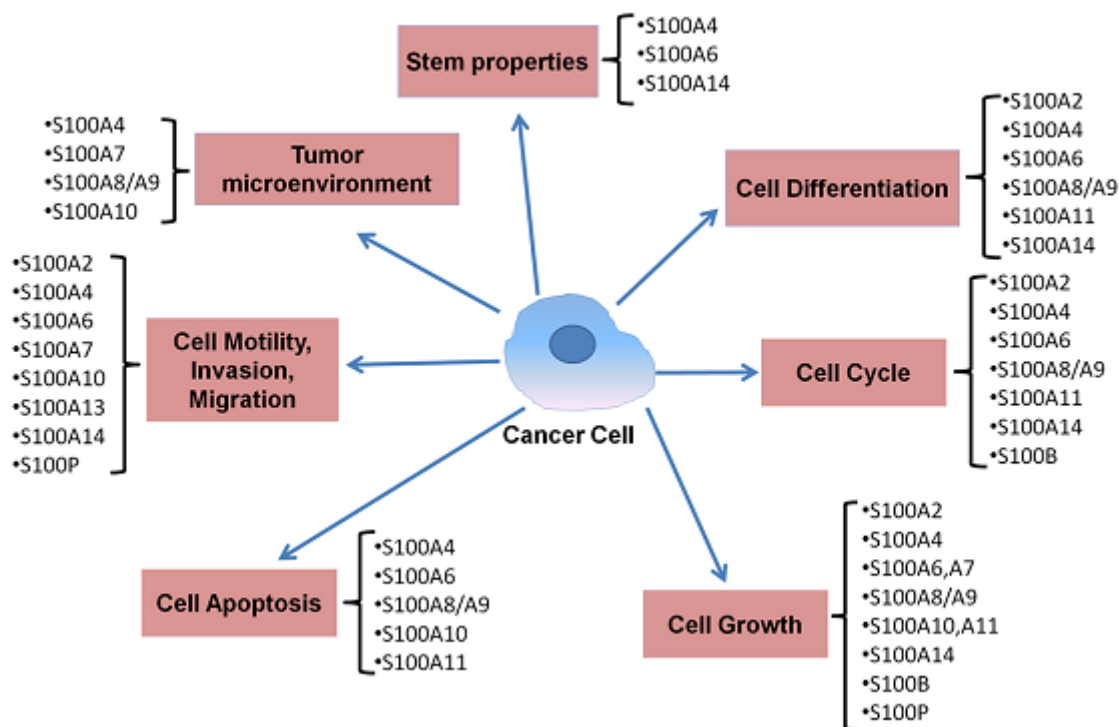 Stem properties
•S100A4
•S100A6
•S100A14
•S100A4
•S100A7
•S100A8/A9
•S100A10
Tumor
microenvironment
Cell Differentiation
•S100A2
•S100A4
•S100A6
•S100A8/A9
•S100A11
•S100A14
•S100A2
•S100A4
•S100A6
•S100A7
•S100A10
•S100A13
•S100A14
•S100P
Cell Motility,
Invasion,
Migration
Cancer Cell
Cell Cycle
•S100A2
•S100A4
•S100A6
•S100A8/A9
•S100A11
•S100A14
•S100B
Cell Apoptosis
•S100A4
•S100A6
•S100A8/A9
•S100A10
•S100A11
Cell Growth
•S100A2
•S100A4
•S100A6,A7
•S100A8/A9
•S100A10,A11
•S100A14
•S100B
•S100P